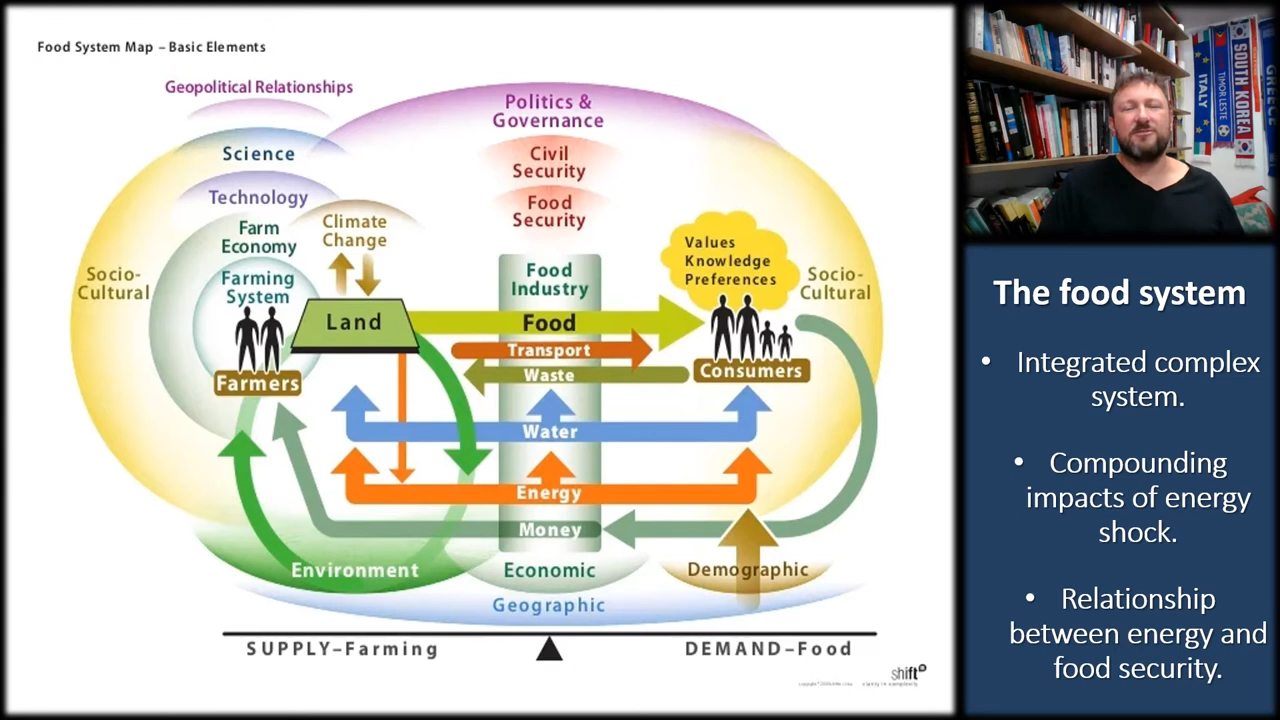 Food System Map – Basic Elements
Geopolitical Relationships
Science
Technology
Farm
Economy
Farming
System
Climate
Change
Politics &
Governance
Civil
Security
Food
Security
Food
Industry
Values
Knowledge
Preferences
Socio-
Cultural
Socio-
Cultural
Land
Food
Transport
Waste
Farmers
Consumers
Water
Energy
Money
Environment
Economic
Demographic
Geographic
SUPPLY–Farming
DEMAND–Food
shift
ITALY
TIMOR LESTE
SOUTH KOREA
The food system
• Integrated complex
system.
• Compounding
impacts of energy
shock.
• Relationship
between energy and
food security.